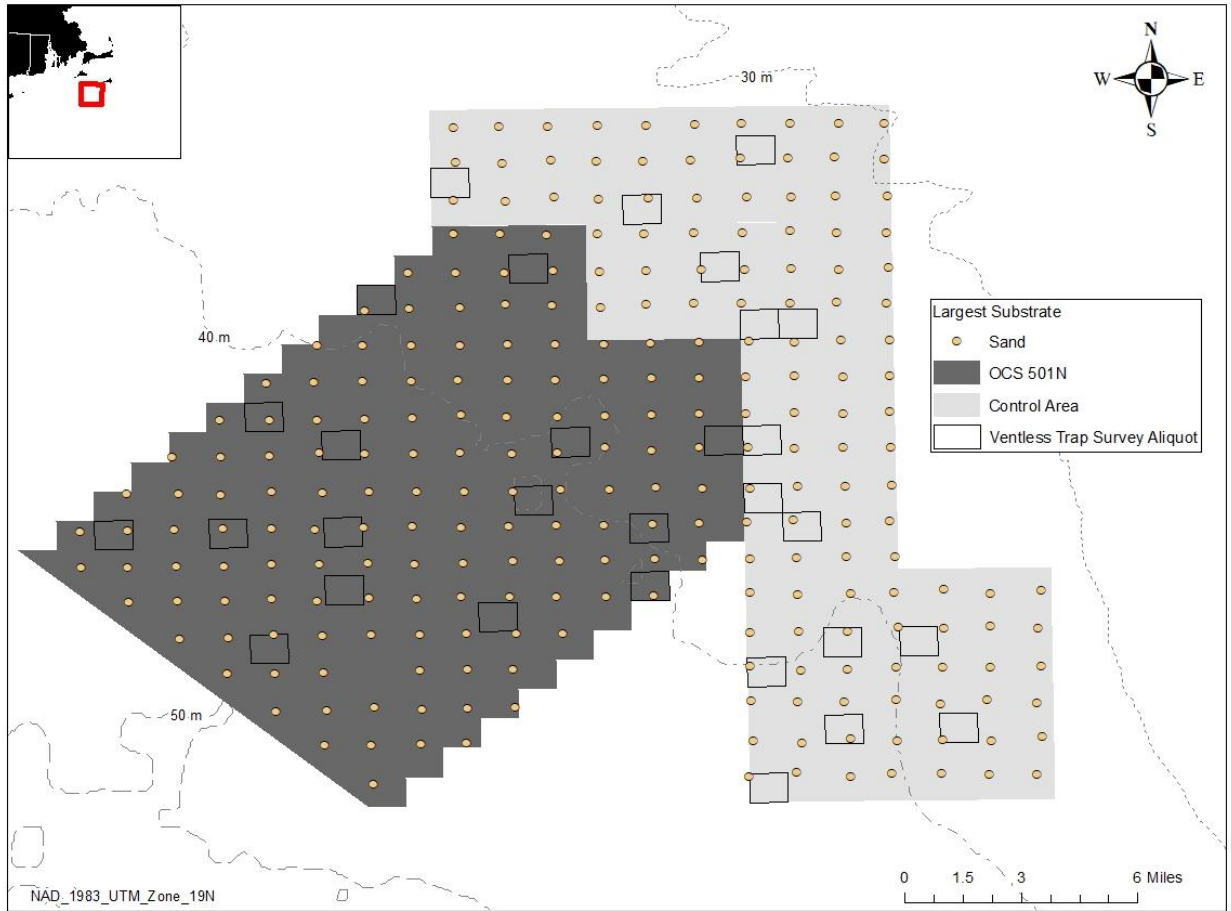 N
W E
S
30 m
40 m
50 m
Largest Substrate
Sand
OCS 501N
Control Area
Ventless Trap Survey Aliquot
0 1.5 3 6 Miles
NAD_1983_UTM_Zone_19N